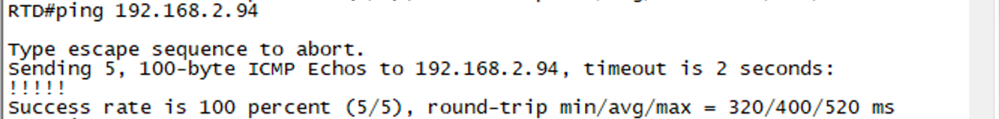 RTD#ping 192.168.2.94
Type escape sequence to abort.
Sending 5, 100-byte ICMP Echos to 192.168.2.94, timeout is 2 seconds:
!!!!!
Success rate is 100 percent (5/5), round-trip min/avg/max = 320/400/520 ms